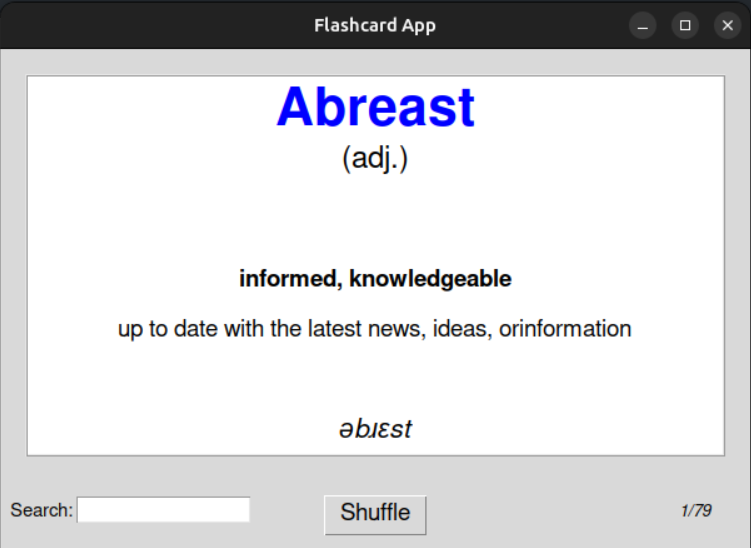 Flashcard App
Abreast
(adj.)
informed, knowledgeable
up to date with the latest news, ideas, orinformation
əbɹɛst
Search:
Shuffle
1/79